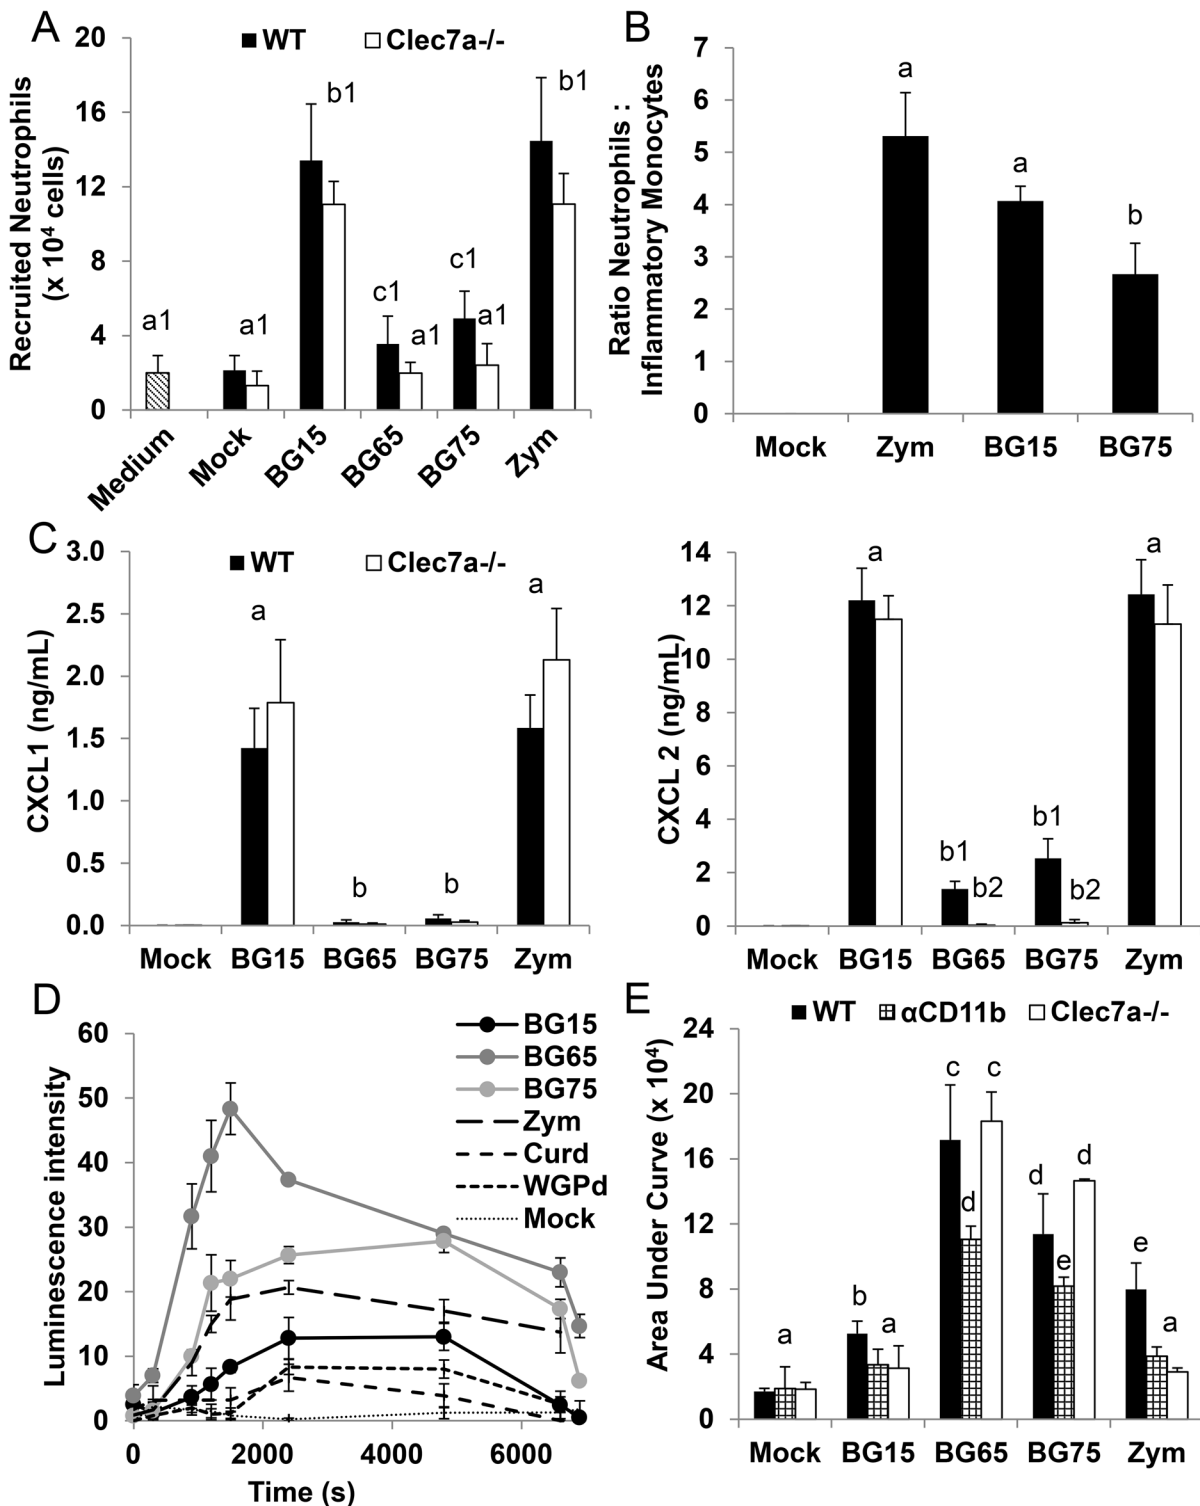 A
WT
Clec7a-/-
Recruited Neutrophils
(x 10⁴ cells)
20
16
12
8
4
0
a1
a1
b1
c1
a1
c1
a1
b1
Medium
Mock
BG15
BG65
BG75
Zym
B
Ratio Neutrophils :
Inflammatory Monocytes
7
6
5
4
3
2
1
0
a
a
b
Mock
Zym
BG15
BG75
C
WT
Clec7a-/-
CXCL1 (ng/mL)
3.0
2.5
2.0
1.5
1.0
0.5
0.0
a
b
b
a
Mock
BG15
BG65
BG75
Zym
CXCL 2 (ng/mL)
14
12
10
8
6
4
2
0
a
b1
b2
b1
b2
a
Mock
BG15
BG65
BG75
Zym
D
Luminescence intensity
60
50
40
30
20
10
0
BG15
BG65
BG75
Zym
Curd
WGPd
Mock
0
2000
4000
6000
Time (s)
E
WT
αCD11b
Clec7a-/-
Area Under Curve (x 10⁴)
24
20
16
12
8
4
0
a
b
a
c
d
c
d
e
d
e
a
Mock
BG15
BG65
BG75
Zym